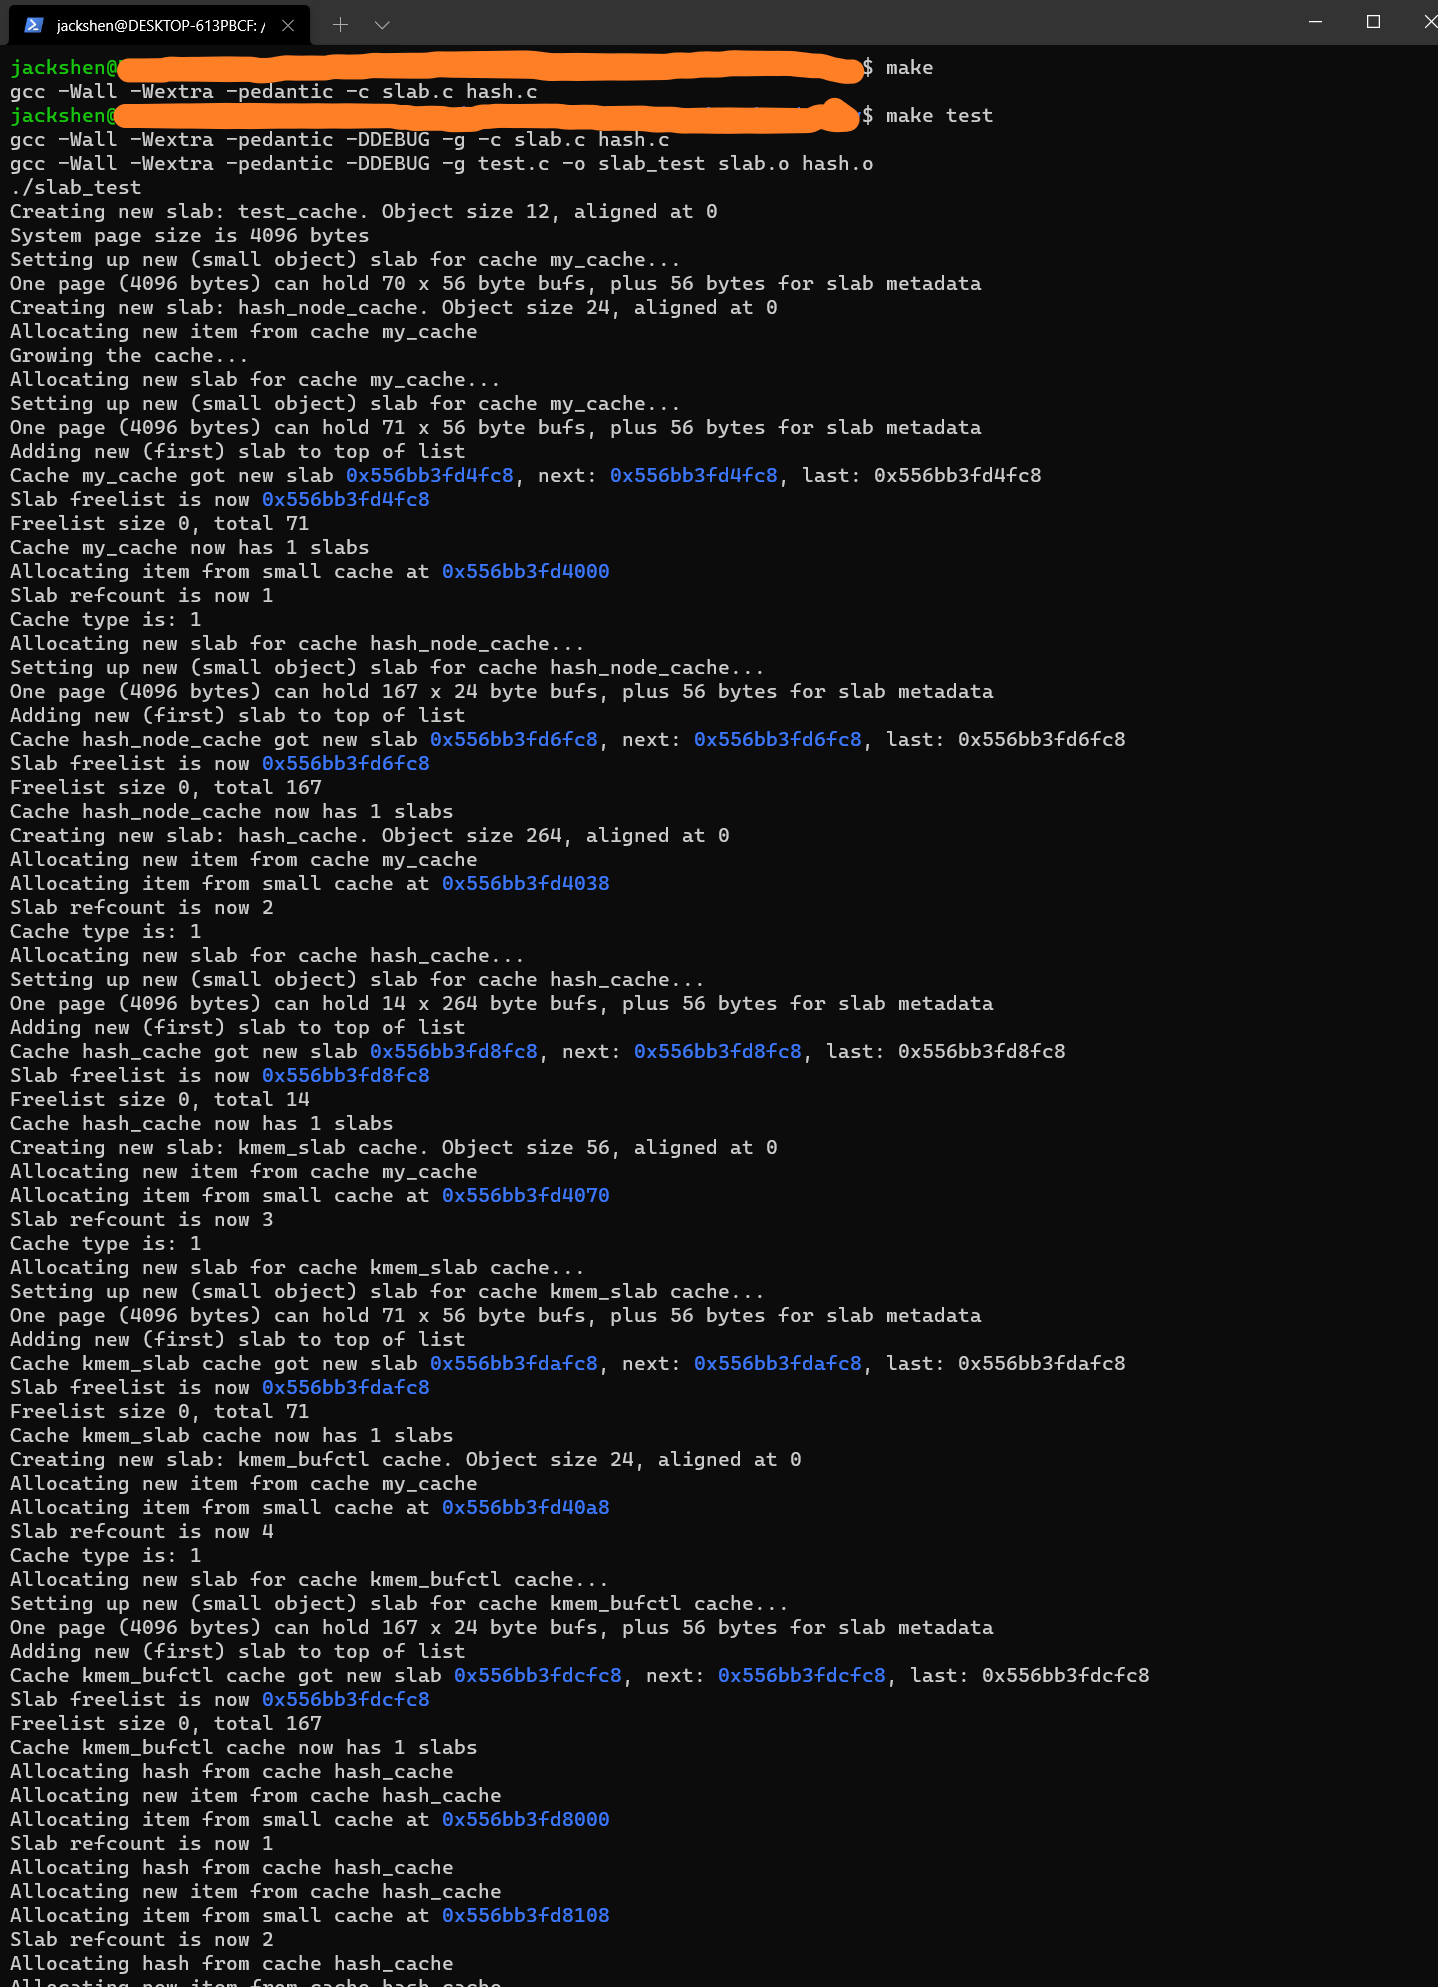 jackshen@DESKTOP-613PBCF: /
jackshen@
$ make
gcc -Wall -Wextra -pedantic -c slab.c hash.c
jackshen@
$ make test
gcc -Wall -Wextra -pedantic -DDEBUG -g -c slab.c hash.c
gcc -Wall -Wextra -pedantic -DDEBUG -g test.c -o slab_test slab.o hash.o
./slab_test
Creating new slab: test_cache. Object size 12, aligned at 0
System page size is 4096 bytes
Setting up new (small object) slab for cache my_cache...
One page (4096 bytes) can hold 70 x 56 byte bufs, plus 56 bytes for slab metadata
Creating new slab: hash_node_cache. Object size 24, aligned at 0
Allocating new item from cache my_cache
Growing the cache...
Allocating new slab for cache my_cache...
Setting up new (small object) slab for cache my_cache...
One page (4096 bytes) can hold 71 x 56 byte bufs, plus 56 bytes for slab metadata
Adding new (first) slab to top of list
Cache my_cache got new slab 0x556bb3fd4fc8, next: 0x556bb3fd4fc8, last: 0x556bb3fd4fc8
Slab freelist is now 0x556bb3fd4fc8
Freelist size 0, total 71
Cache my_cache now has 1 slabs
Allocating item from small cache at 0x556bb3fd4000
Slab refcount is now 1
Cache type is: 1
Allocating new slab for cache hash_node_cache...
Setting up new (small object) slab for cache hash_node_cache...
One page (4096 bytes) can hold 167 x 24 byte bufs, plus 56 bytes for slab metadata
Adding new (first) slab to top of list
Cache hash_node_cache got new slab 0x556bb3fd6fc8, next: 0x556bb3fd6fc8, last: 0x556bb3fd6fc8
Slab freelist is now 0x556bb3fd6fc8
Freelist size 0, total 167
Cache hash_node_cache now has 1 slabs
Creating new slab: hash_cache. Object size 264, aligned at 0
Allocating new item from cache my_cache
Allocating item from small cache at 0x556bb3fd4038
Slab refcount is now 2
Cache type is: 1
Allocating new slab for cache hash_cache...
Setting up new (small object) slab for cache hash_cache...
One page (4096 bytes) can hold 14 x 264 byte bufs, plus 56 bytes for slab metadata
Adding new (first) slab to top of list
Cache hash_cache got new slab 0x556bb3fd8fc8, next: 0x556bb3fd8fc8, last: 0x556bb3fd8fc8
Slab freelist is now 0x556bb3fd8fc8
Freelist size 0, total 14
Cache hash_cache now has 1 slabs
Creating new slab: kmem_slab cache. Object size 56, aligned at 0
Allocating new item from cache my_cache
Allocating item from small cache at 0x556bb3fd4070
Slab refcount is now 3
Cache type is: 1
Allocating new slab for cache kmem_slab cache...
Setting up new (small object) slab for cache kmem_slab cache...
One page (4096 bytes) can hold 71 x 56 byte bufs, plus 56 bytes for slab metadata
Adding new (first) slab to top of list
Cache kmem_slab cache got new slab 0x556bb3fdafc8, next: 0x556bb3fdafc8, last: 0x556bb3fdafc8
Slab freelist is now 0x556bb3fdafc8
Freelist size 0, total 71
Cache kmem_slab cache now has 1 slabs
Creating new slab: kmem_bufctl cache. Object size 24, aligned at 0
Allocating new item from cache my_cache
Allocating item from small cache at 0x556bb3fd40a8
Slab refcount is now 4
Cache type is: 1
Allocating new slab for cache kmem_bufctl cache...
Setting up new (small object) slab for cache kmem_bufctl cache...
One page (4096 bytes) can hold 167 x 24 byte bufs, plus 56 bytes for slab metadata
Adding new (first) slab to top of list
Cache kmem_bufctl cache got new slab 0x556bb3fdcfc8, next: 0x556bb3fdcfc8, last: 0x556bb3fdcfc8
Slab freelist is now 0x556bb3fdcfc8
Freelist size 0, total 167
Cache kmem_bufctl cache now has 1 slabs
Allocating hash from cache hash_cache
Allocating new item from cache hash_cache
Allocating item from small cache at 0x556bb3fd8000
Slab refcount is now 1
Allocating hash from cache hash_cache
Allocating new item from cache hash_cache
Allocating item from small cache at 0x556bb3fd8108
Slab refcount is now 2
Allocating hash from cache hash_cache
Allocating new item from cache hash_cache